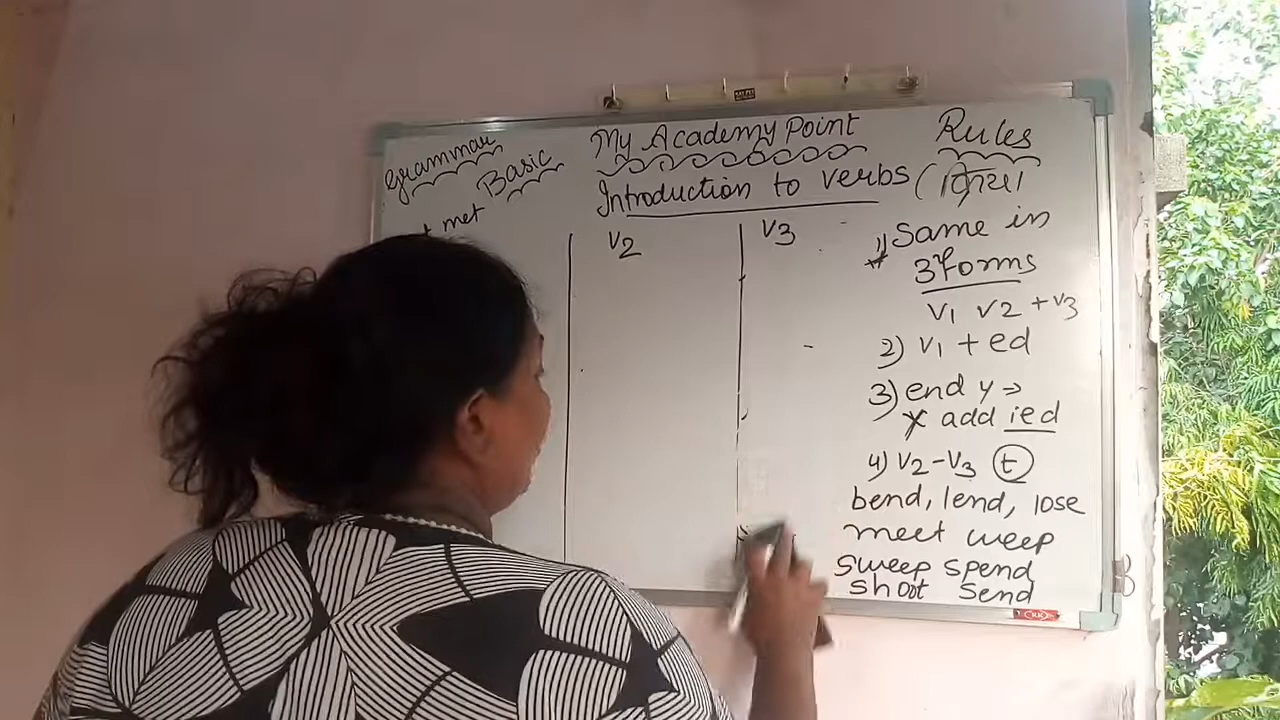 My Academy Point
Grammar
Basic
Introduction to verbs (क्रिया
Rules
met
V2
V3
1) Same in
3 Forms
V1 V2 + V3
2) V1 + ed
3) end y →
X add ied
4) V2 - V3 t
bend, lend, lose
meet weep
sweep spend
shoot send